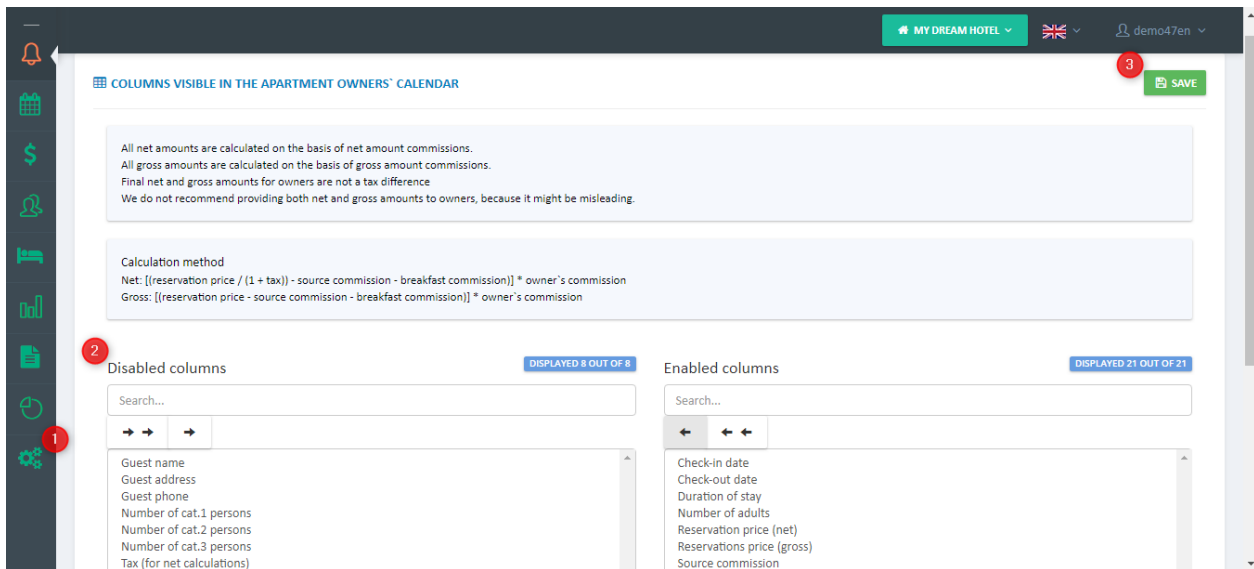 MY DREAM HOTEL
demo47en
3
COLUMNS VISIBLE IN THE APARTMENT OWNERS` CALENDAR
SAVE
All net amounts are calculated on the basis of net amount commissions.
All gross amounts are calculated on the basis of gross amount commissions.
Final net and gross amounts for owners are not a tax difference
We do not recommend providing both net and gross amounts to owners, because it might be misleading.
Calculation method
Net: [(reservation price / (1 + tax)) - source commission - breakfast commission)] * owner`s commission
Gross: [(reservation price - source commission - breakfast commission)] * owner`s commission
2
Disabled columns
DISPLAYED 8 OUT OF 8
Search...
Guest name
Guest address
Guest phone
Number of cat.1 persons
Number of cat.2 persons
Number of cat.3 persons
Tax (for net calculations)
Enabled columns
DISPLAYED 21 OUT OF 21
Search...
Check-in date
Check-out date
Duration of stay
Number of adults
Reservation price (net)
Reservations price (gross)
Source commission
1